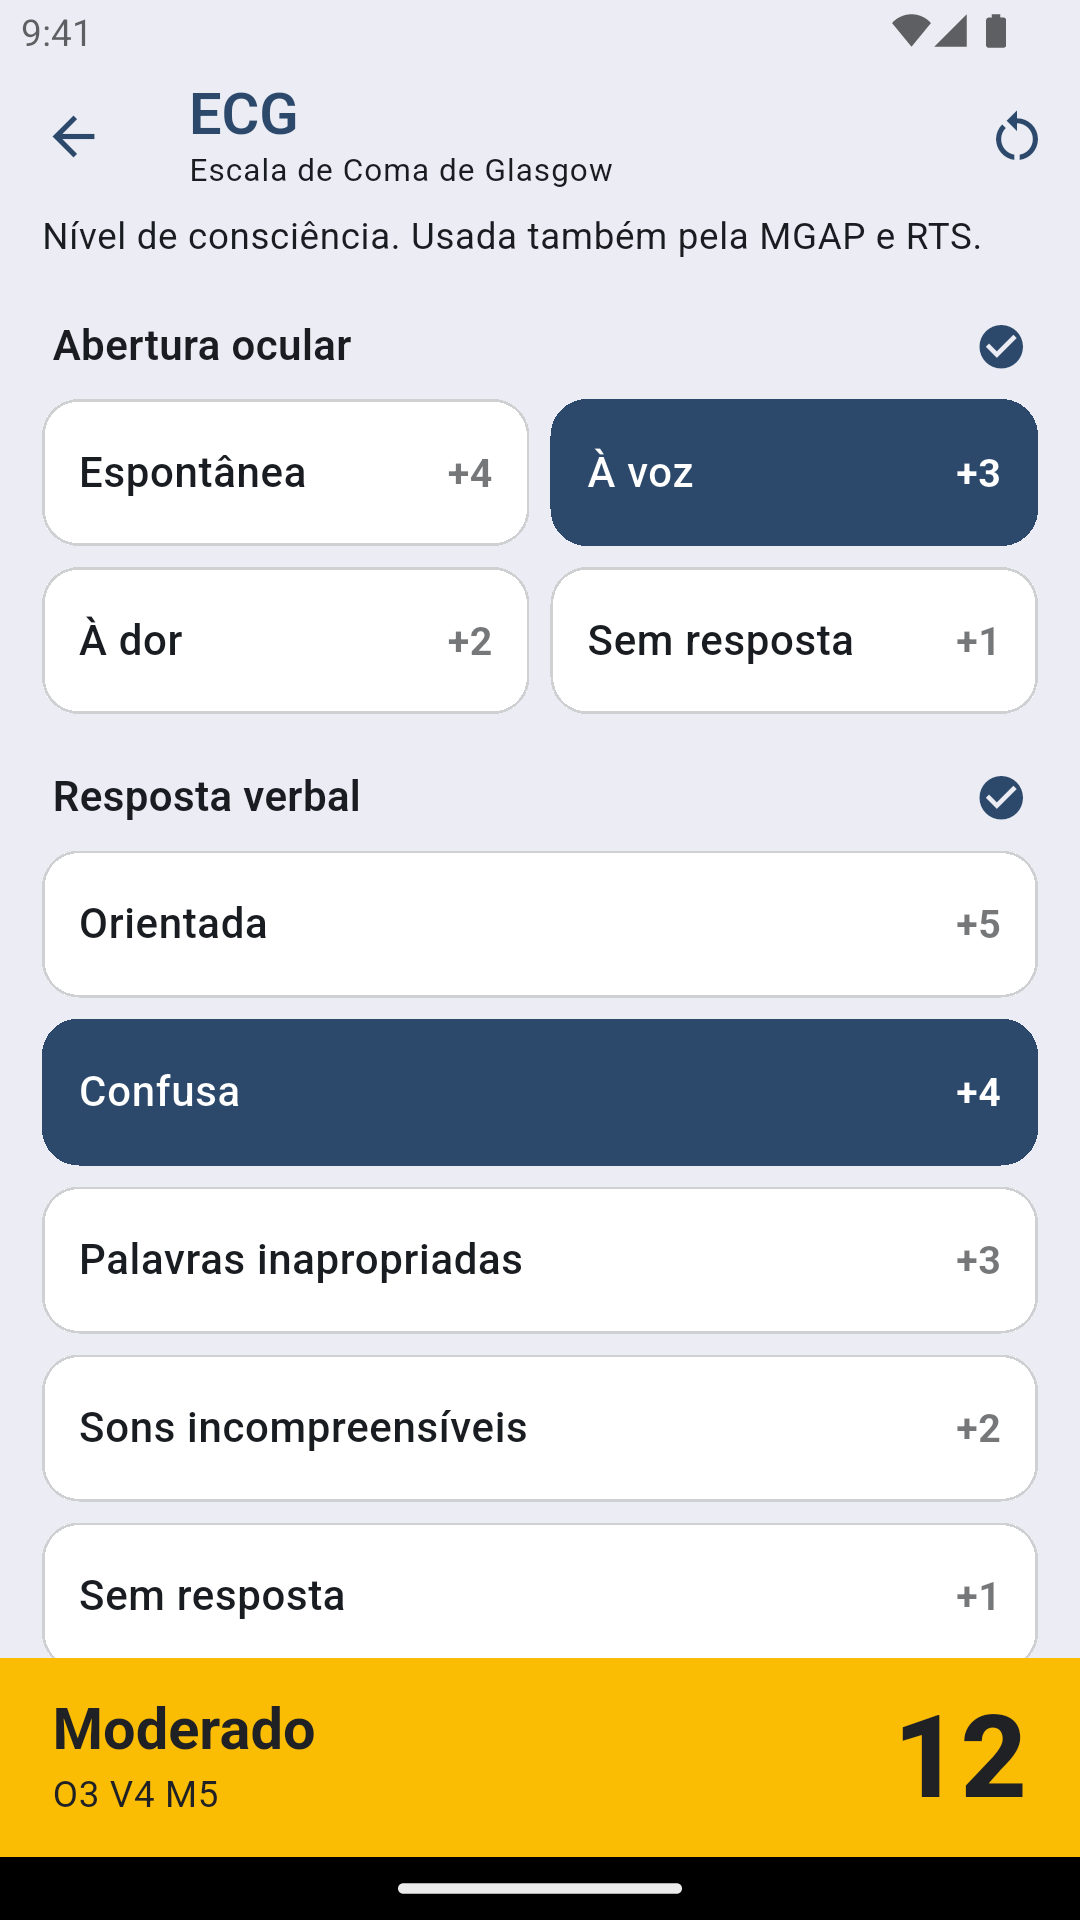 9:41
ECG
Escala de Coma de Glasgow
Nível de consciência. Usada também pela MGAP e RTS.
Abertura ocular
Espontânea +4
À voz +3
À dor +2
Sem resposta +1
Resposta verbal
Orientada +5
Confusa +4
Palavras inapropriadas +3
Sons incompreensíveis +2
Sem resposta +1
Moderado
O3 V4 M5
12